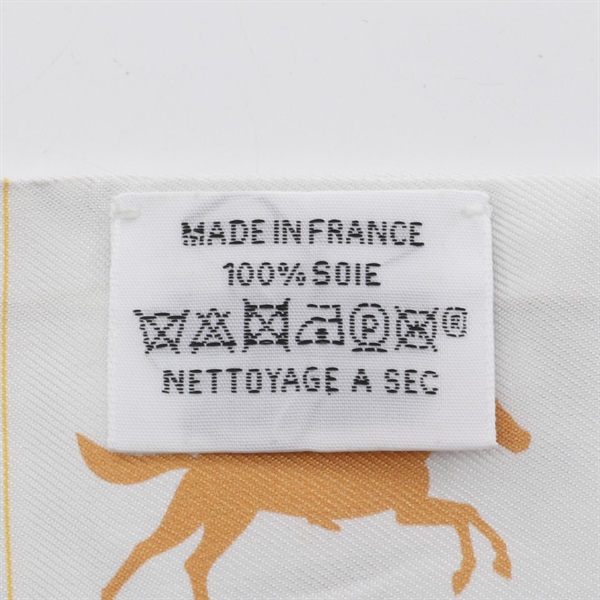 MADE IN FRANCE
100% SOIE
P ®
NETTOYAGE A SEC